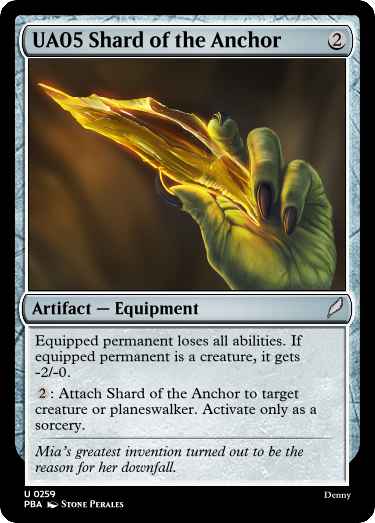 UA05 Shard of the Anchor 2
Artifact — Equipment
Equipped permanent loses all abilities. If
equipped permanent is a creature, it gets
-2/-0.
2 : Attach Shard of the Anchor to target
creature or planeswalker. Activate only as a
sorcery.
Mia's greatest invention turned out to be the
reason for her downfall.
U 0259
PBA Stone Perales Denny